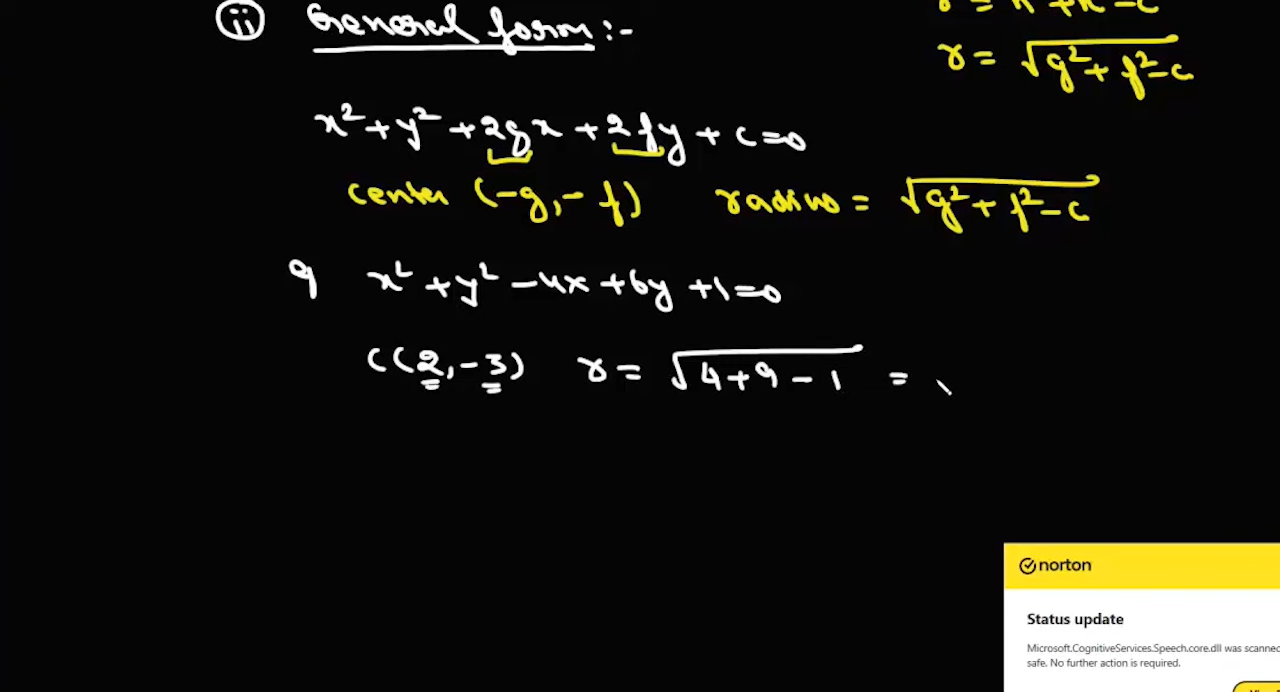 r = √g²+f²-c
ii General form:-
x²+y²+2gx+2fy+c=0
center (-g,-f) radius = √g²+f²-c
q x²+y²-4x+6y+1=0
C(2,-3) r = √4+9-1 =
norton
Status update
Microsoft.CognitiveServices.Speech.core.dll was scanned
safe. No further action is required.